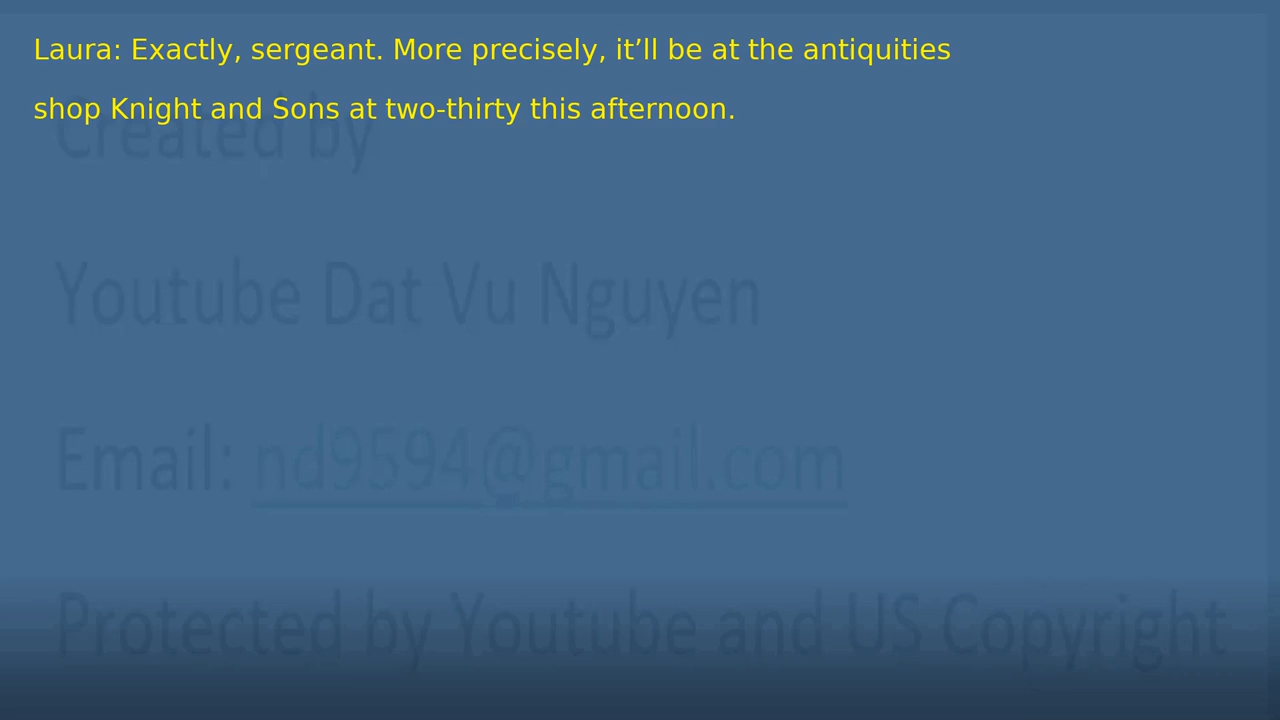 Laura: Exactly, sergeant. More precisely, it’ll be at the antiquities
shop Knight and Sons at two-thirty this afternoon.
Created by
Youtube Dat Vu Nguyen
Email: nd9594@gmail.com
Protected by Youtube and US Copyright